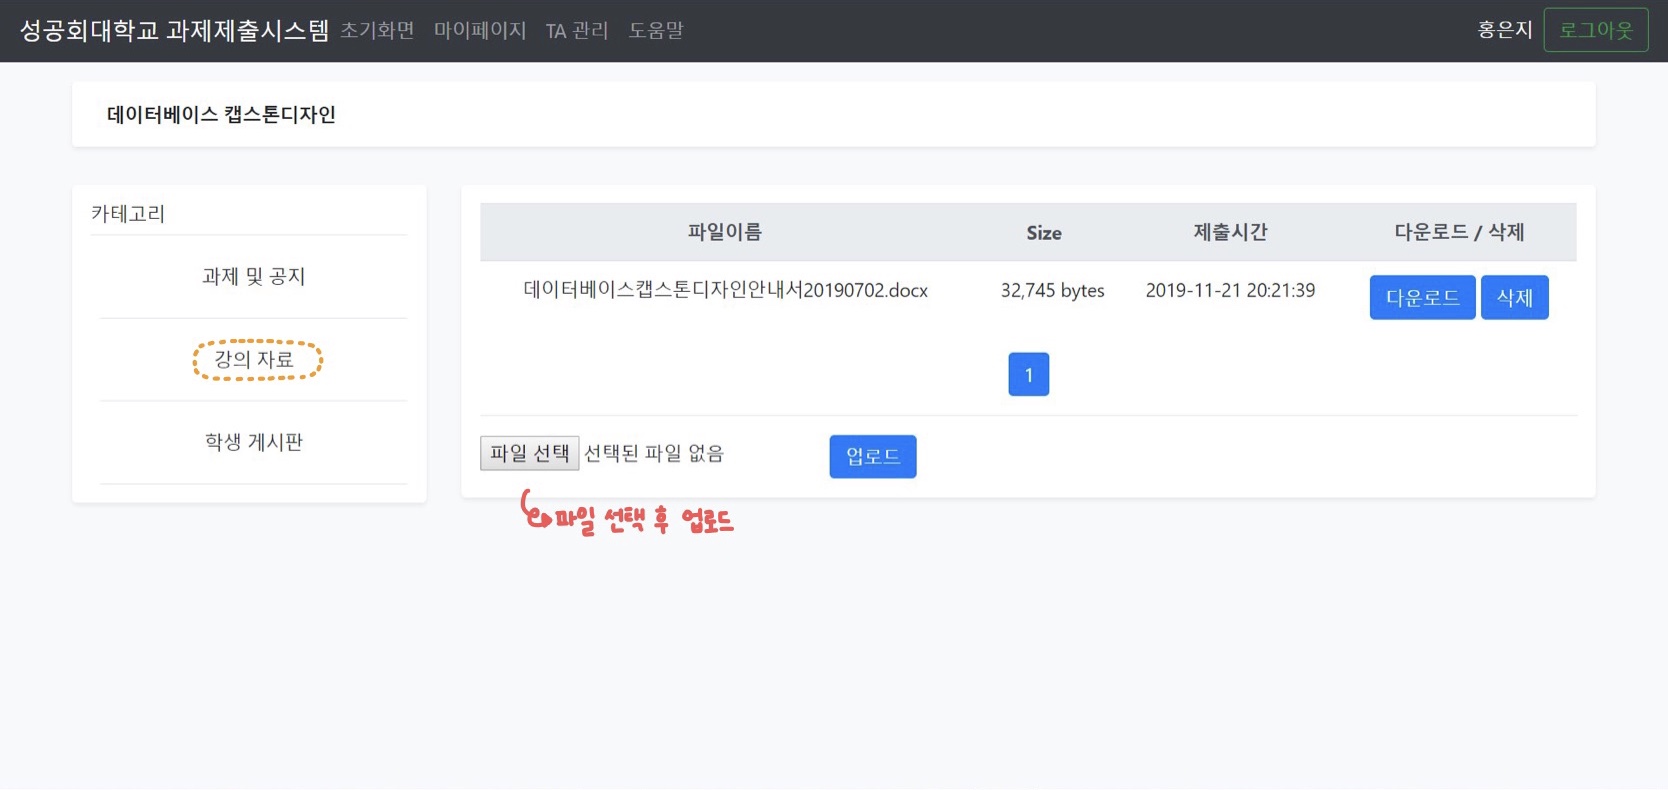 성공회대학교 과제제출시스템 초기화면 마이페이지 TA 관리 도움말 홍은지 로그아웃
데이터베이스 캡스톤디자인
카테고리
과제 및 공지
강의 자료
학생 게시판
파일이름 Size 제출시간 다운로드 / 삭제
데이터베이스캡스톤디자인안내서20190702.docx 32,745 bytes 2019-11-21 20:21:39 다운로드 삭제
1
파일 선택 선택된 파일 없음 업로드
파일 선택 후 업로드